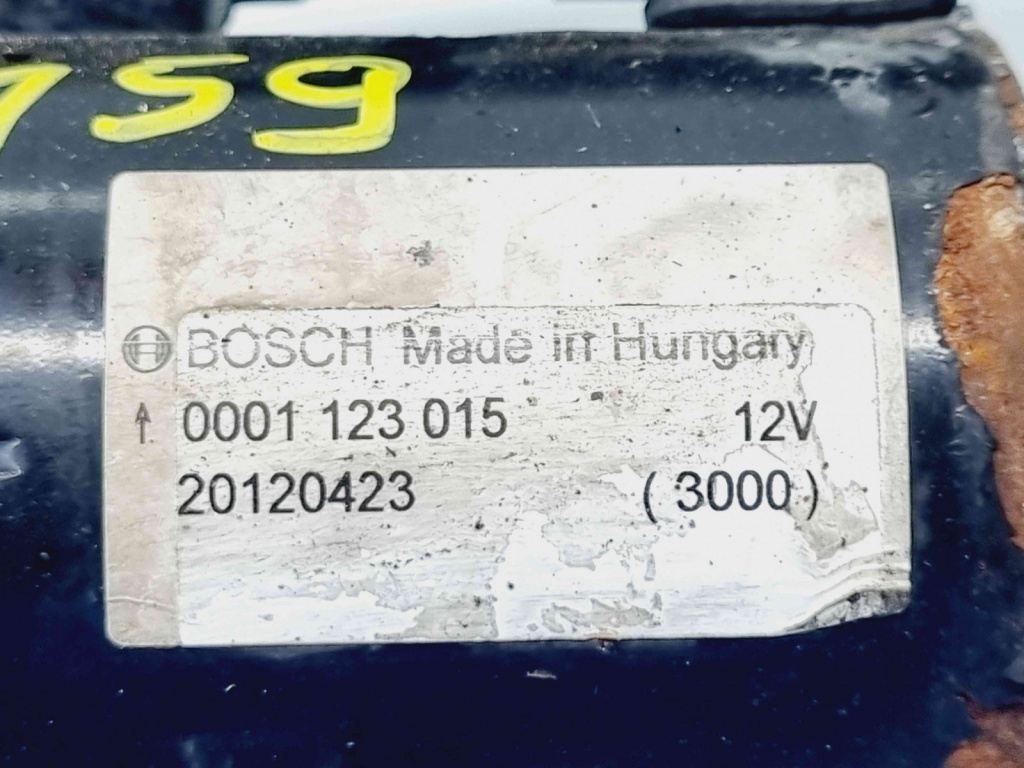 759
BOSCH Made in Hungary
0001 123 015 12V
20120423 (3000)